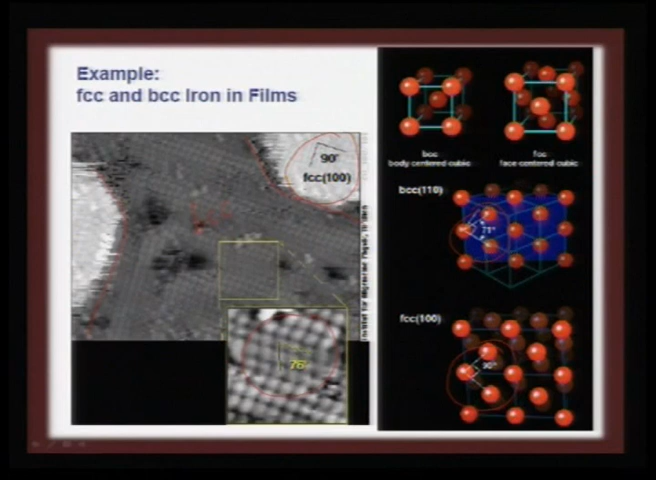 Example:
fcc and bcc Iron in Films
90°
fcc(100)
76°
bcc
body centered cubic
fcc
face centered cubic
bcc(110)
71°
fcc(100)
90°